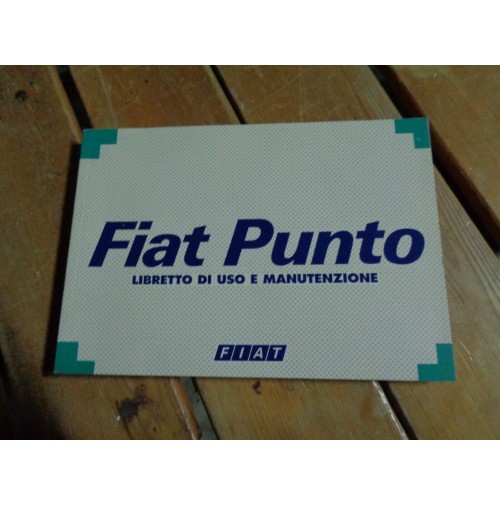 Fiat Punto
LIBRETTO DI USO E MANUTENZIONE
FIAT